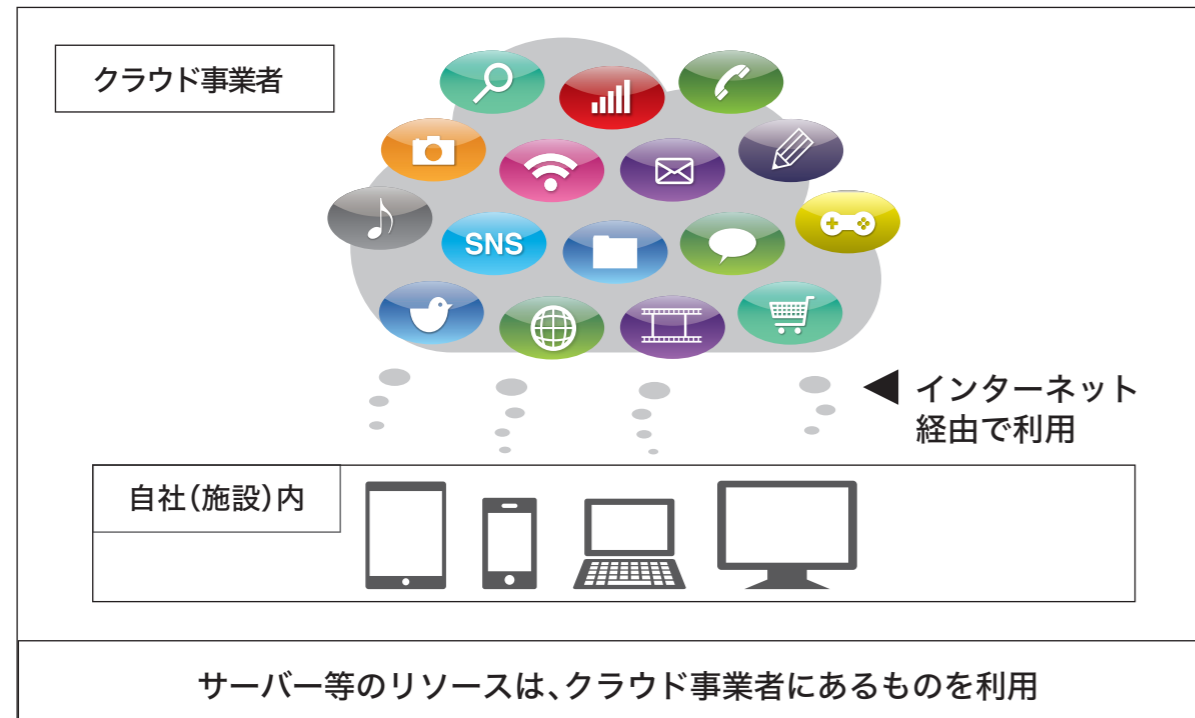 クラウド事業者
SNS
インターネット
経由で利用
自社(施設)内
サーバー等のリソースは、クラウド事業者にあるものを利用